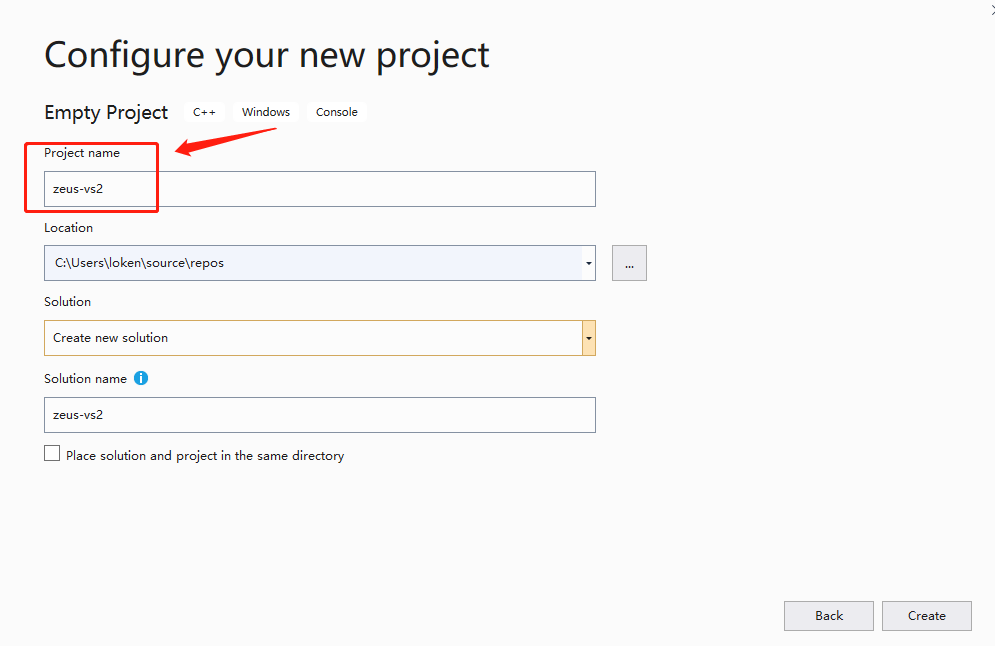 Configure your new project
Empty Project C++ Windows Console
Project name
zeus-vs2
Location
C:\Users\loken\source\repos
...
Solution
Create new solution
Solution name
zeus-vs2
Place solution and project in the same directory
Back Create